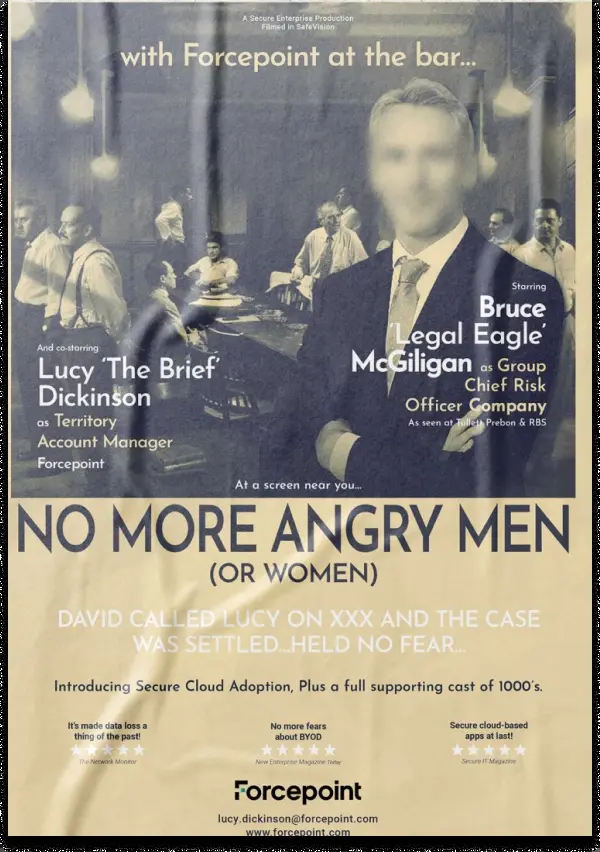 A Secure Enterprise Production
Filmed in SafeVision
with Forcepoint at the bar...
Starring
Bruce
'Legal Eagle'
McGilligan as Group
Chief Risk
Officer Company
As seen at Tullett Prebon & RBS
And co-starring
Lucy 'The Brief'
Dickinson
as Territory
Account Manager
Forcepoint
At a screen near you...
NO MORE ANGRY MEN
(OR WOMEN)
DAVID CALLED LUCY ON XXX AND THE CASE
WAS SETTLED...HELD NO FEAR...
Introducing Secure Cloud Adoption, Plus a full supporting cast of 1000's.
It's made data loss a
thing of the past!
The Network Monitor
No more fears
about BYOD
New Enterprise Magazine Today
Secure cloud-based
apps at last!
Secure IT Magazine
Forcepoint
lucy.dickinson@forcepoint.com
www.forcepoint.com